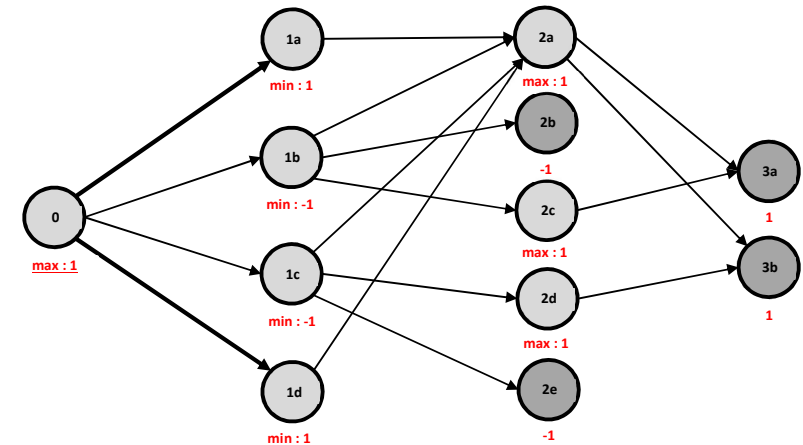 0
max : 1
1a
min : 1
1b
min : -1
1c
min : -1
1d
min : 1
2a
max : 1
2b
-1
2c
max : 1
2d
max : 1
2e
-1
3a
1
3b
1